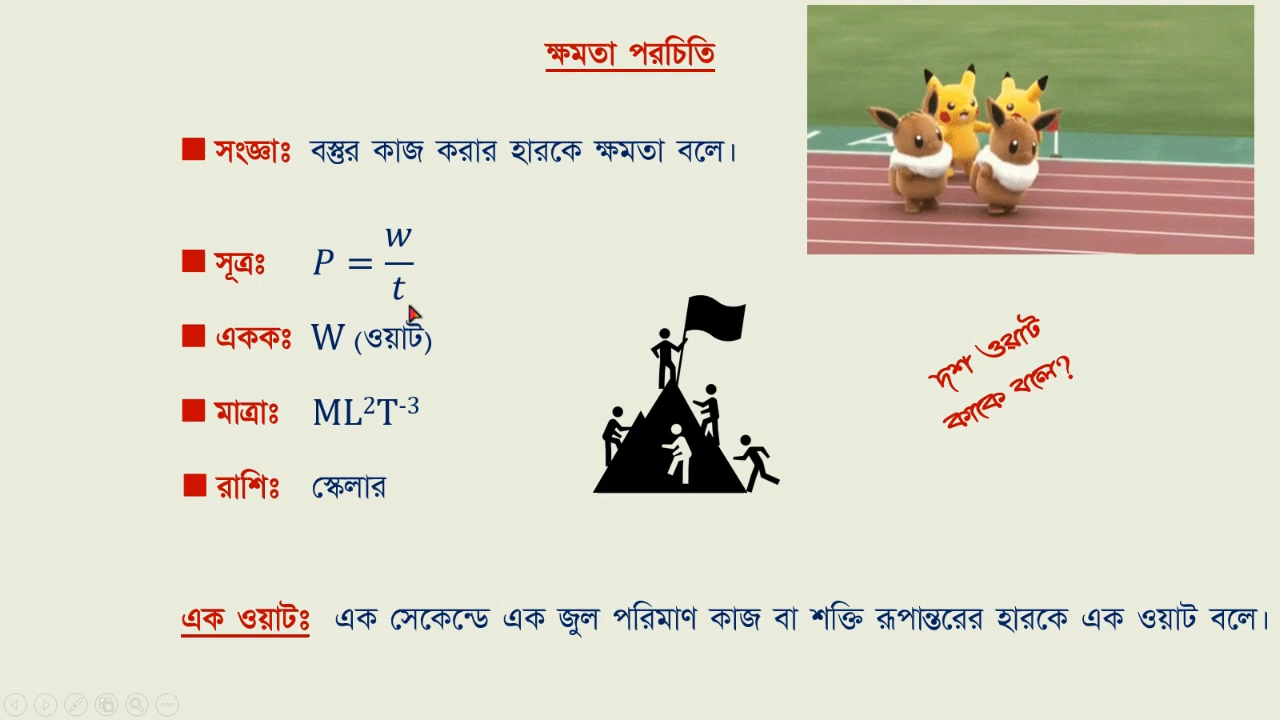 ক্ষমতা পরচিতি
■ সংজ্ঞাঃ বস্তুর কাজ করার হারকে ক্ষমতা বলে।
■ সূত্রঃ P = w/t
■ এককঃ W (ওয়াট)
■ মাত্রাঃ ML²T⁻³
■ রাশিঃ স্কেলার
দশ ওয়াট
কাকে বলে?
এক ওয়াটঃ এক সেকেন্ডে এক জুল পরিমাণ কাজ বা শক্তি রূপান্তরের হারকে এক ওয়াট বলে।